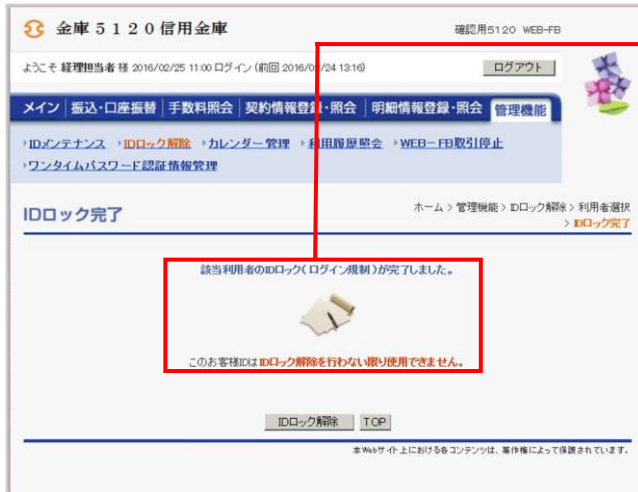 金庫5120信用金庫
確認用5120 WEB-FB
ようこそ 経理担当者 様 2016/02/25 11:00 ログイン (前回 2016/02/24 13:16)
ログアウト
メイン 振込・口座振替 手数料照会 契約情報登録・照会 明細情報登録・照会 管理機能
IDメンテナンス IDロック解除 カレンダー管理 利用履歴照会 WEB-FB取引停止
ワンタイムパスワード認証情報管理
IDロック完了
ホーム > 管理機能 > IDロック解除 > 利用者選択
> IDロック完了
該当利用者のIDロック(ログイン規制)が完了しました。
このお客様IDはIDロック解除を行わない限り使用できません。
IDロック解除 TOP
本Webサイト上における各コンテンツは、著作権によって保護されています。